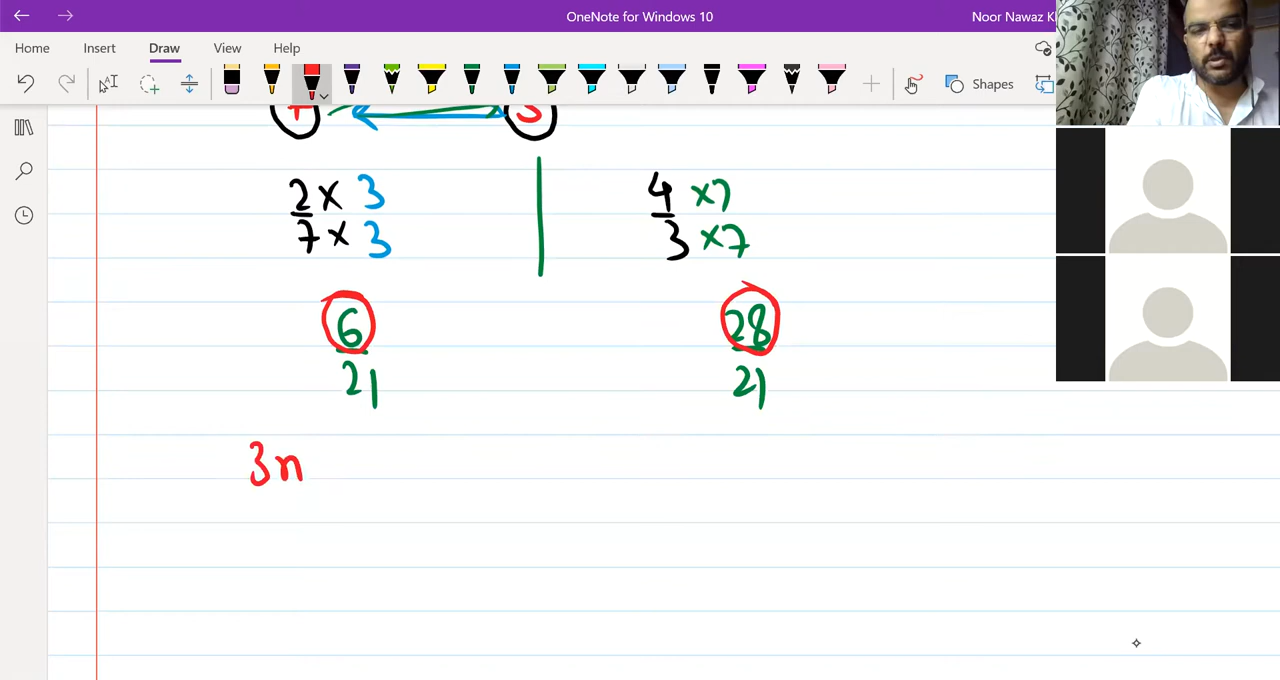 OneNote for Windows 10
Noor Nawaz K
Home Insert Draw View Help
Shapes
2 × 3
7 × 3
4 ×7
3 ×7
6
21
28
21
3n